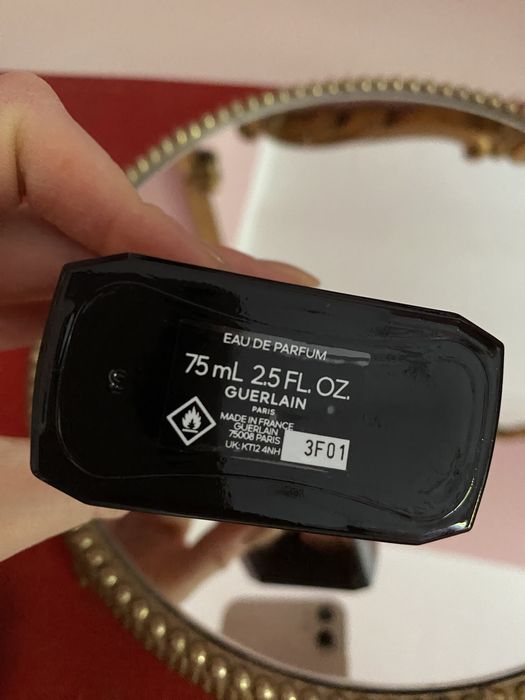 EAU DE PARFUM
75 mL 2.5 FL. OZ.
GUERLAIN
PARIS
MADE IN FRANCE
GUERLAIN
75008 PARIS
UK: KT12 4NH
3F01